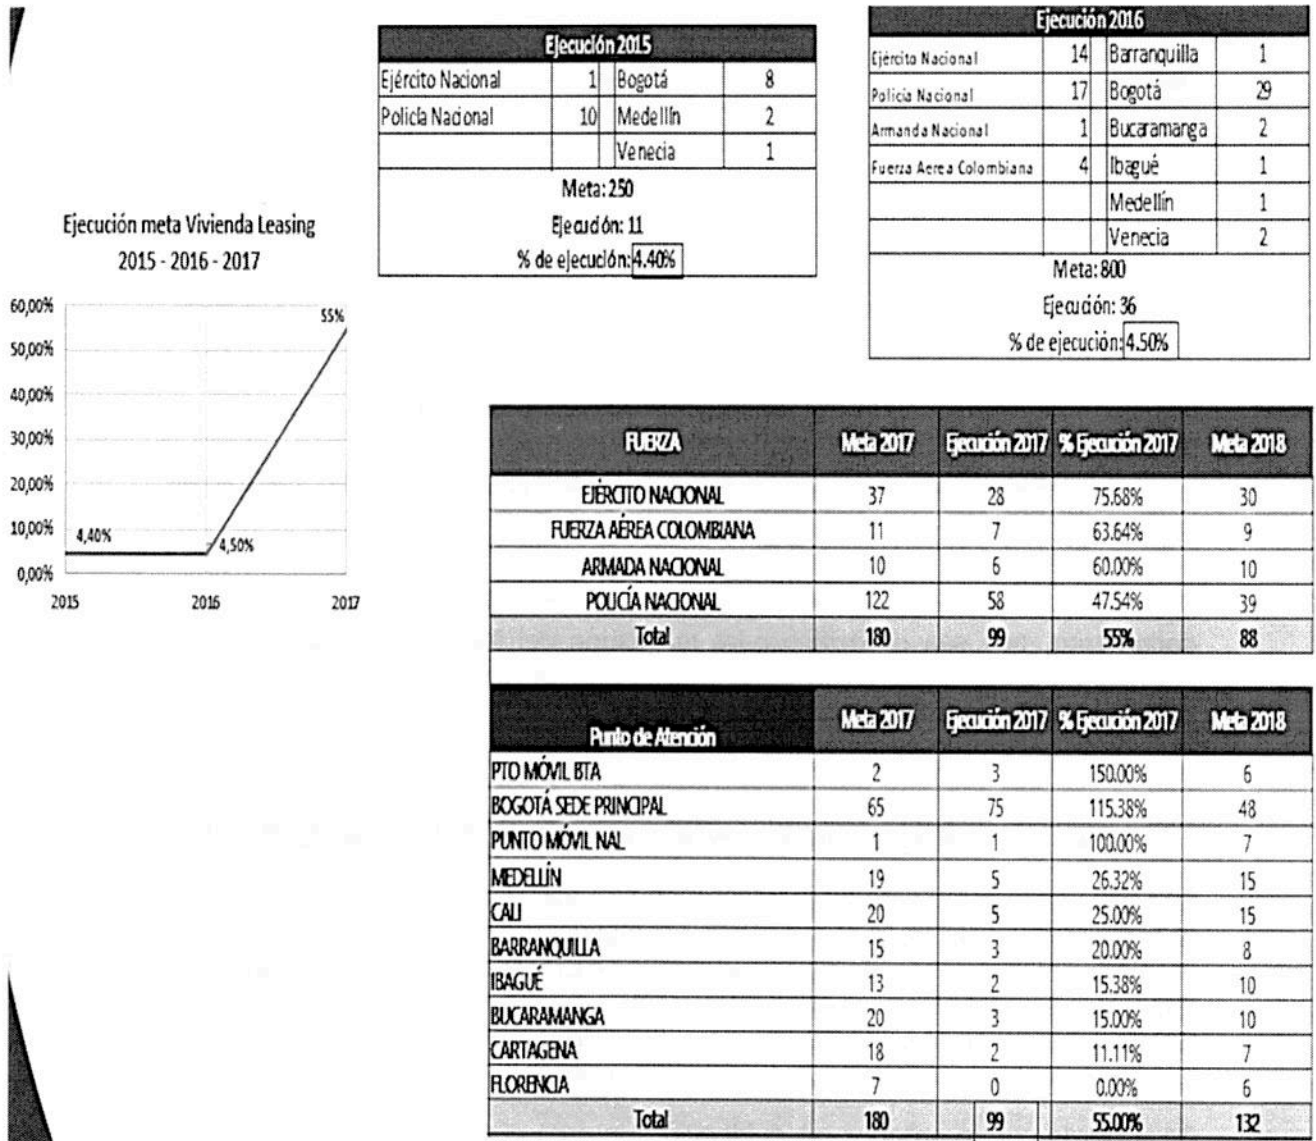 Ejecución 2015
Ejército Nacional 1 Bogotá 8
Policía Nacional 10 Medellín 2
Venecia 1
Meta: 250
Ejecución: 11
% de ejecución: 4.40%
Ejecución 2016
Ejército Nacional 14 Barranquilla 1
Policia Nacional 17 Bogotá 29
Armanda Nacional 1 Bucaramanga 2
Fuerza Aerea Colombiana 4 Ibagué 1
Medellín 1
Venecia 2
Meta: 800
Ejecución: 36
% de ejecución: 4.50%
Ejecución meta Vivienda Leasing
2015 - 2016 - 2017
60,00%
50,00%
40,00%
30,00%
20,00%
10,00%
0,00%
4,40%
4,50%
55%
2015 2016 2017
FUERZA Meta 2017 Ejecución 2017 % Ejecución 2017 Meta 2018
EJÉRCITO NACIONAL 37 28 75.68% 30
FUERZA AÉREA COLOMBIANA 11 7 63.64% 9
ARMADA NACIONAL 10 6 60.00% 10
POLICÍA NACIONAL 122 58 47.54% 39
Total 180 99 55% 88
Punto de Atención Meta 2017 Ejecución 2017 % Ejecución 2017 Meta 2018
PTO MÓVIL BTA 2 3 150.00% 6
BOGOTÁ SEDE PRINCIPAL 65 75 115.38% 48
PUNTO MÓVIL NAL 1 1 100.00% 7
MEDELLÍN 19 5 26.32% 15
CALI 20 5 25.00% 15
BARRANQUILLA 15 3 20.00% 8
IBAGUÉ 13 2 15.38% 10
BUCARAMANGA 20 3 15.00% 10
CARTAGENA 18 2 11.11% 7
FLORENCIA 7 0 0.00% 6
Total 180 99 55.00% 132